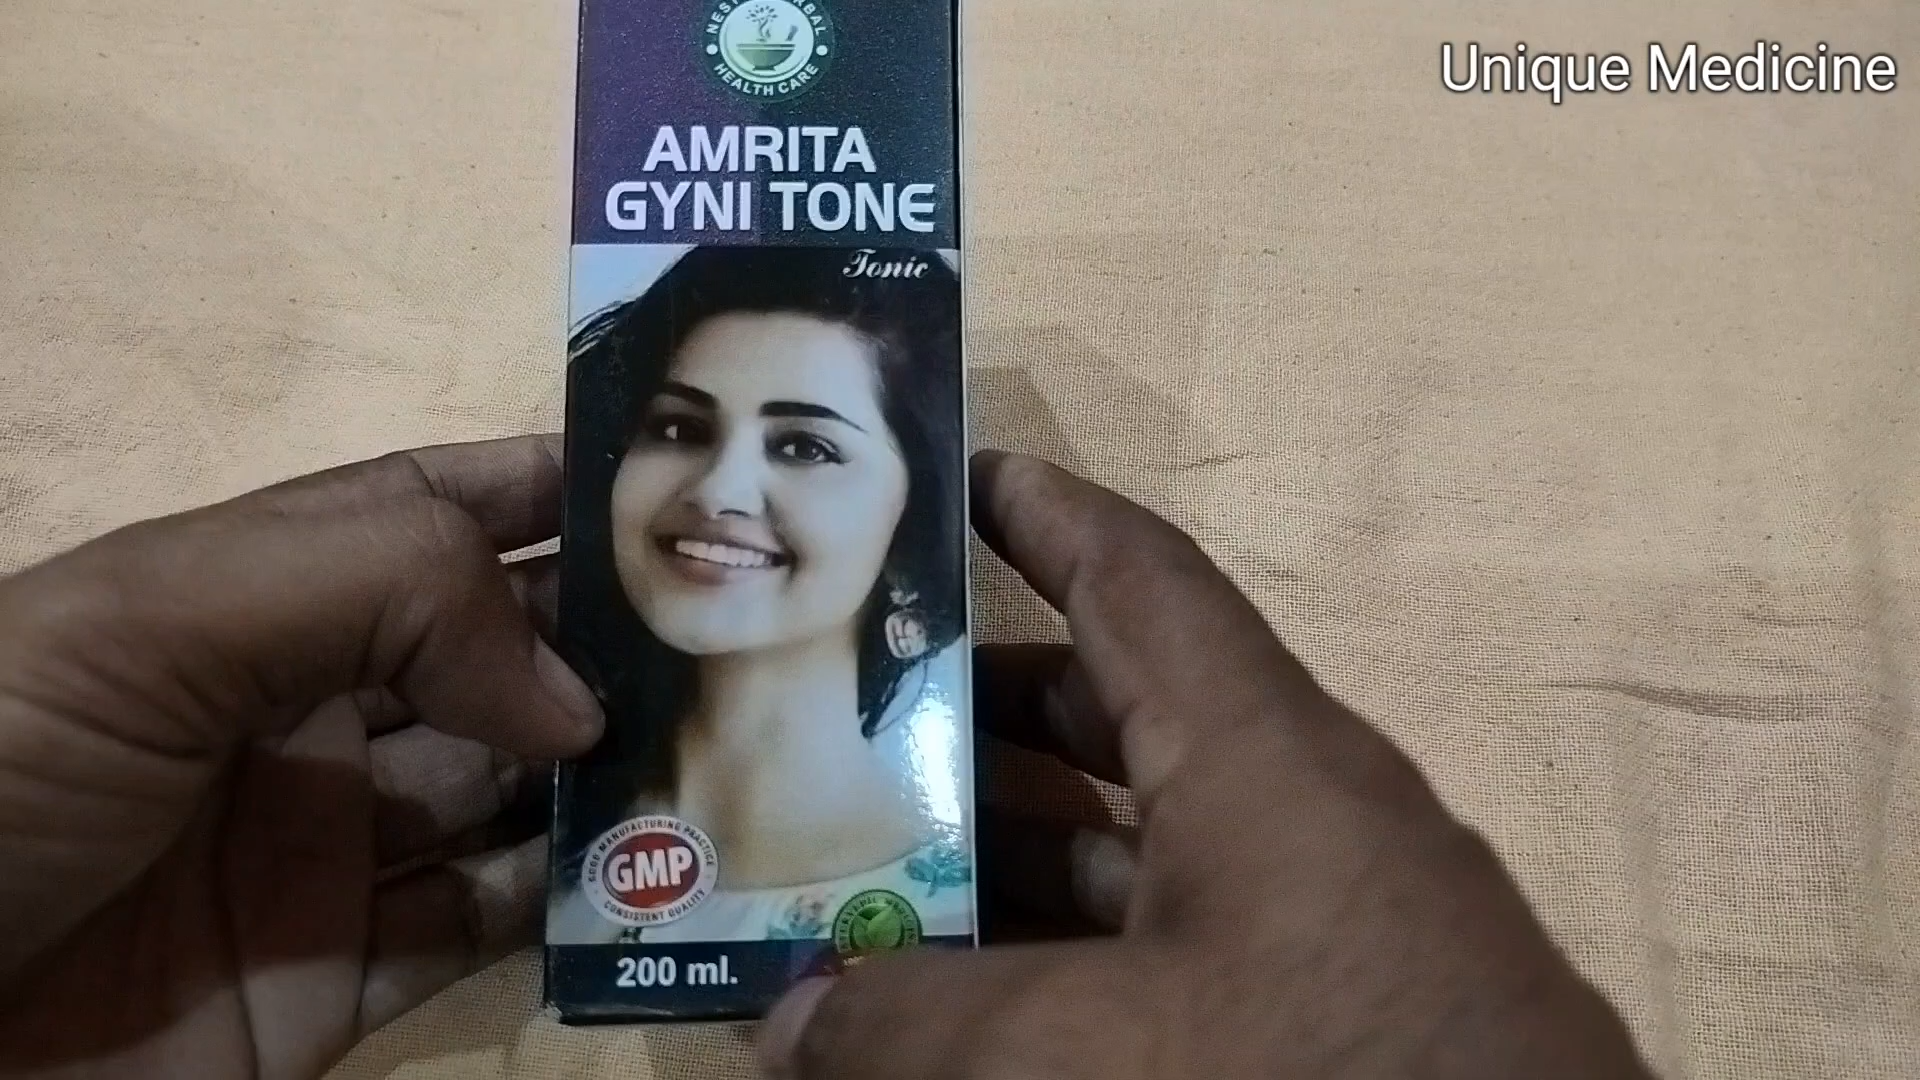 Unique Medicine
HEALTH CARE
AMRITA
GYNI TONE
Tonic
GOOD MANUFACTURING PRACTICE
GMP
CONSISTENT QUALITY
200 ml.